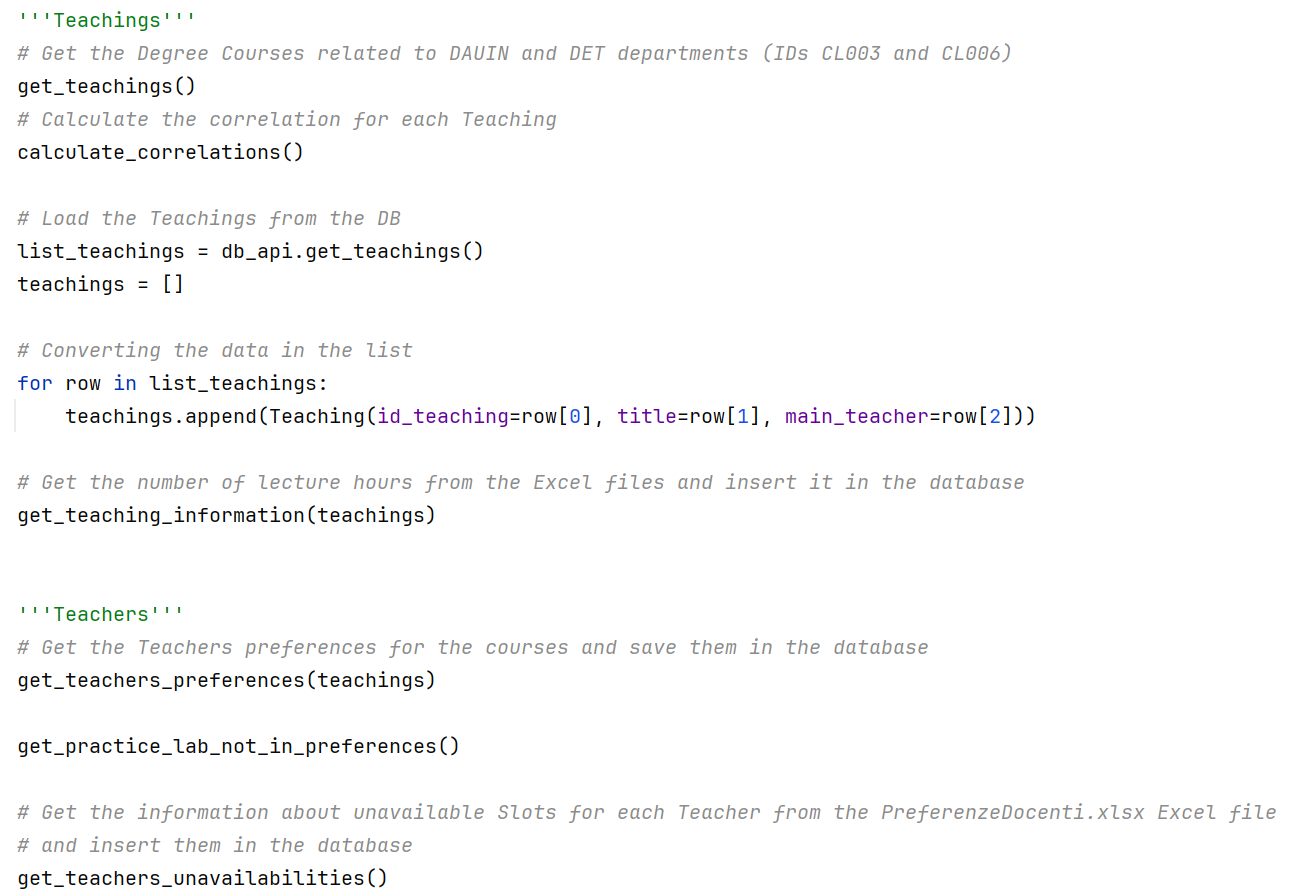 '''Teachings'''
# Get the Degree Courses related to DAUIN and DET departments (IDs CL003 and CL006)
get_teachings()
# Calculate the correlation for each Teaching
calculate_correlations()
# Load the Teachings from the DB
list_teachings = db_api.get_teachings()
teachings = []
# Converting the data in the list
for row in list_teachings:
    teachings.append(Teaching(id_teaching=row[0], title=row[1], main_teacher=row[2]))
# Get the number of lecture hours from the Excel files and insert it in the database
get_teaching_information(teachings)
'''Teachers'''
# Get the Teachers preferences for the courses and save them in the database
get_teachers_preferences(teachings)
get_practice_lab_not_in_preferences()
# Get the information about unavailable Slots for each Teacher from the PreferenzeDocenti.xlsx Excel file
# and insert them in the database
get_teachers_unavailabilities()